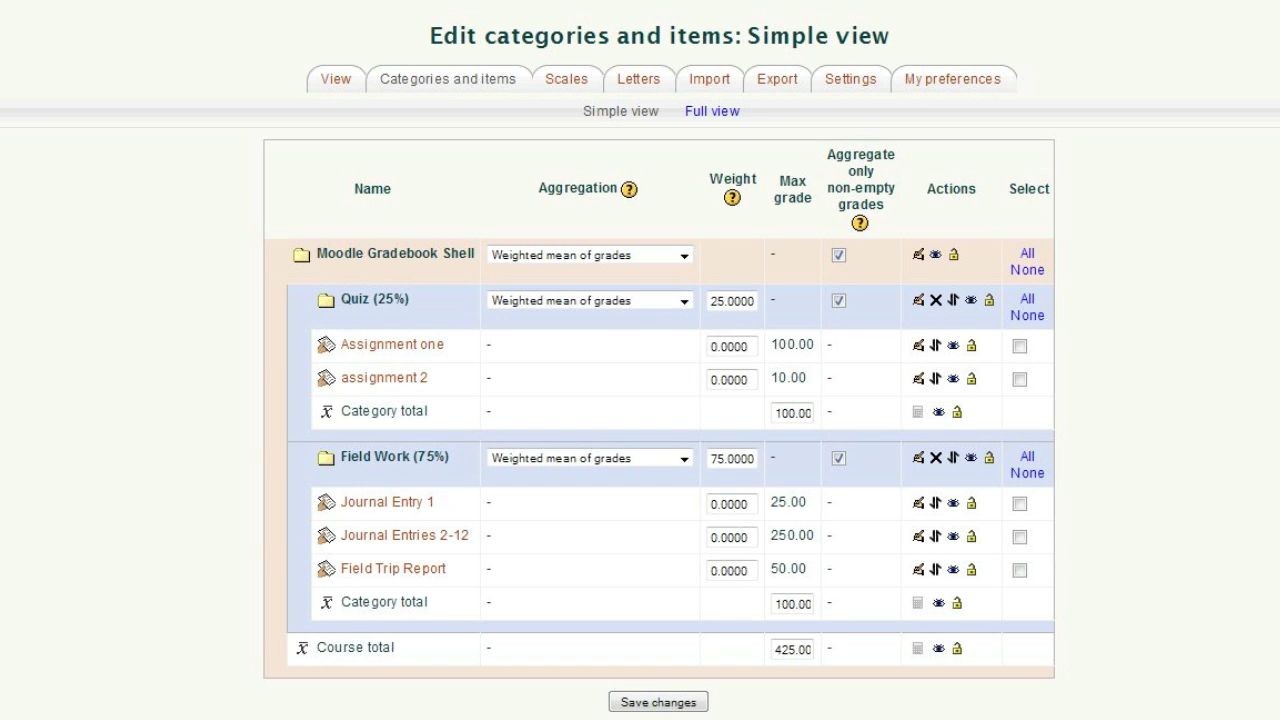 Edit categories and items: Simple view
View Categories and items Scales Letters Import Export Settings My preferences
Simple view Full view
Name Aggregation ? Weight ? Max grade Aggregate only non-empty grades ? Actions Select
Moodle Gradebook Shell Weighted mean of grades - All None
Quiz (25%) Weighted mean of grades 25.0000 - All None
Assignment one - 0.0000 100.00 -
assignment 2 - 0.0000 10.00 -
x̅ Category total - 100.00 -
Field Work (75%) Weighted mean of grades 75.0000 - All None
Journal Entry 1 - 0.0000 25.00 -
Journal Entries 2-12 - 0.0000 250.00 -
Field Trip Report - 0.0000 50.00 -
x̅ Category total - 100.00 -
x̅ Course total - 425.00 -
Save changes